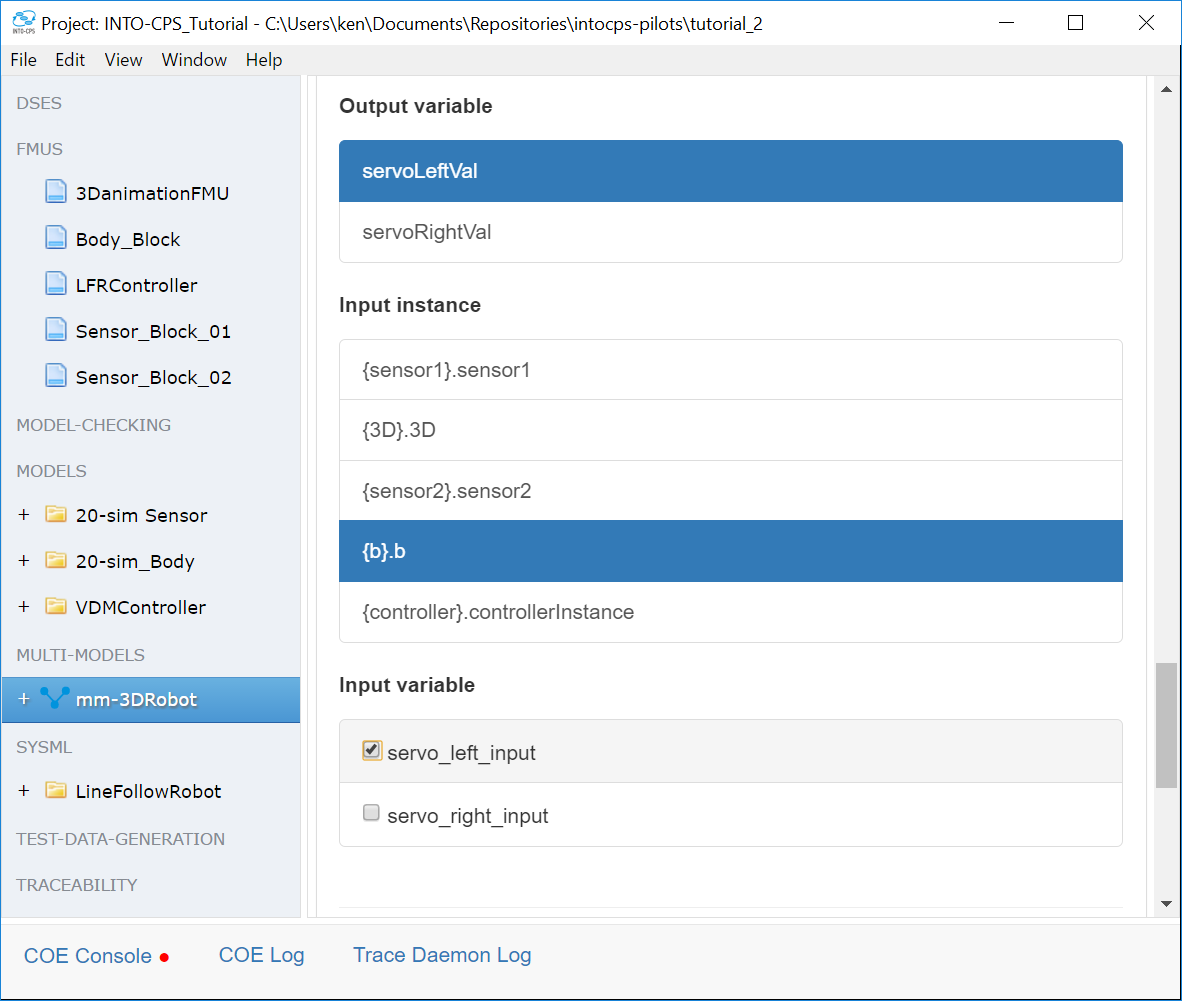 INTO-CPS
Project: INTO-CPS_Tutorial - C:\Users\ken\Documents\Repositories\intocps-pilots\tutorial_2
File Edit View Window Help
DSES
FMUS
3DanimationFMU
Body_Block
LFRController
Sensor_Block_01
Sensor_Block_02
MODEL-CHECKING
MODELS
+ 20-sim Sensor
+ 20-sim_Body
+ VDMController
MULTI-MODELS
+ mm-3DRobot
SYSML
+ LineFollowRobot
TEST-DATA-GENERATION
TRACEABILITY
Output variable
servoLeftVal
servoRightVal
Input instance
{sensor1}.sensor1
{3D}.3D
{sensor2}.sensor2
{b}.b
{controller}.controllerInstance
Input variable
servo_left_input
servo_right_input
COE Console COE Log Trace Daemon Log